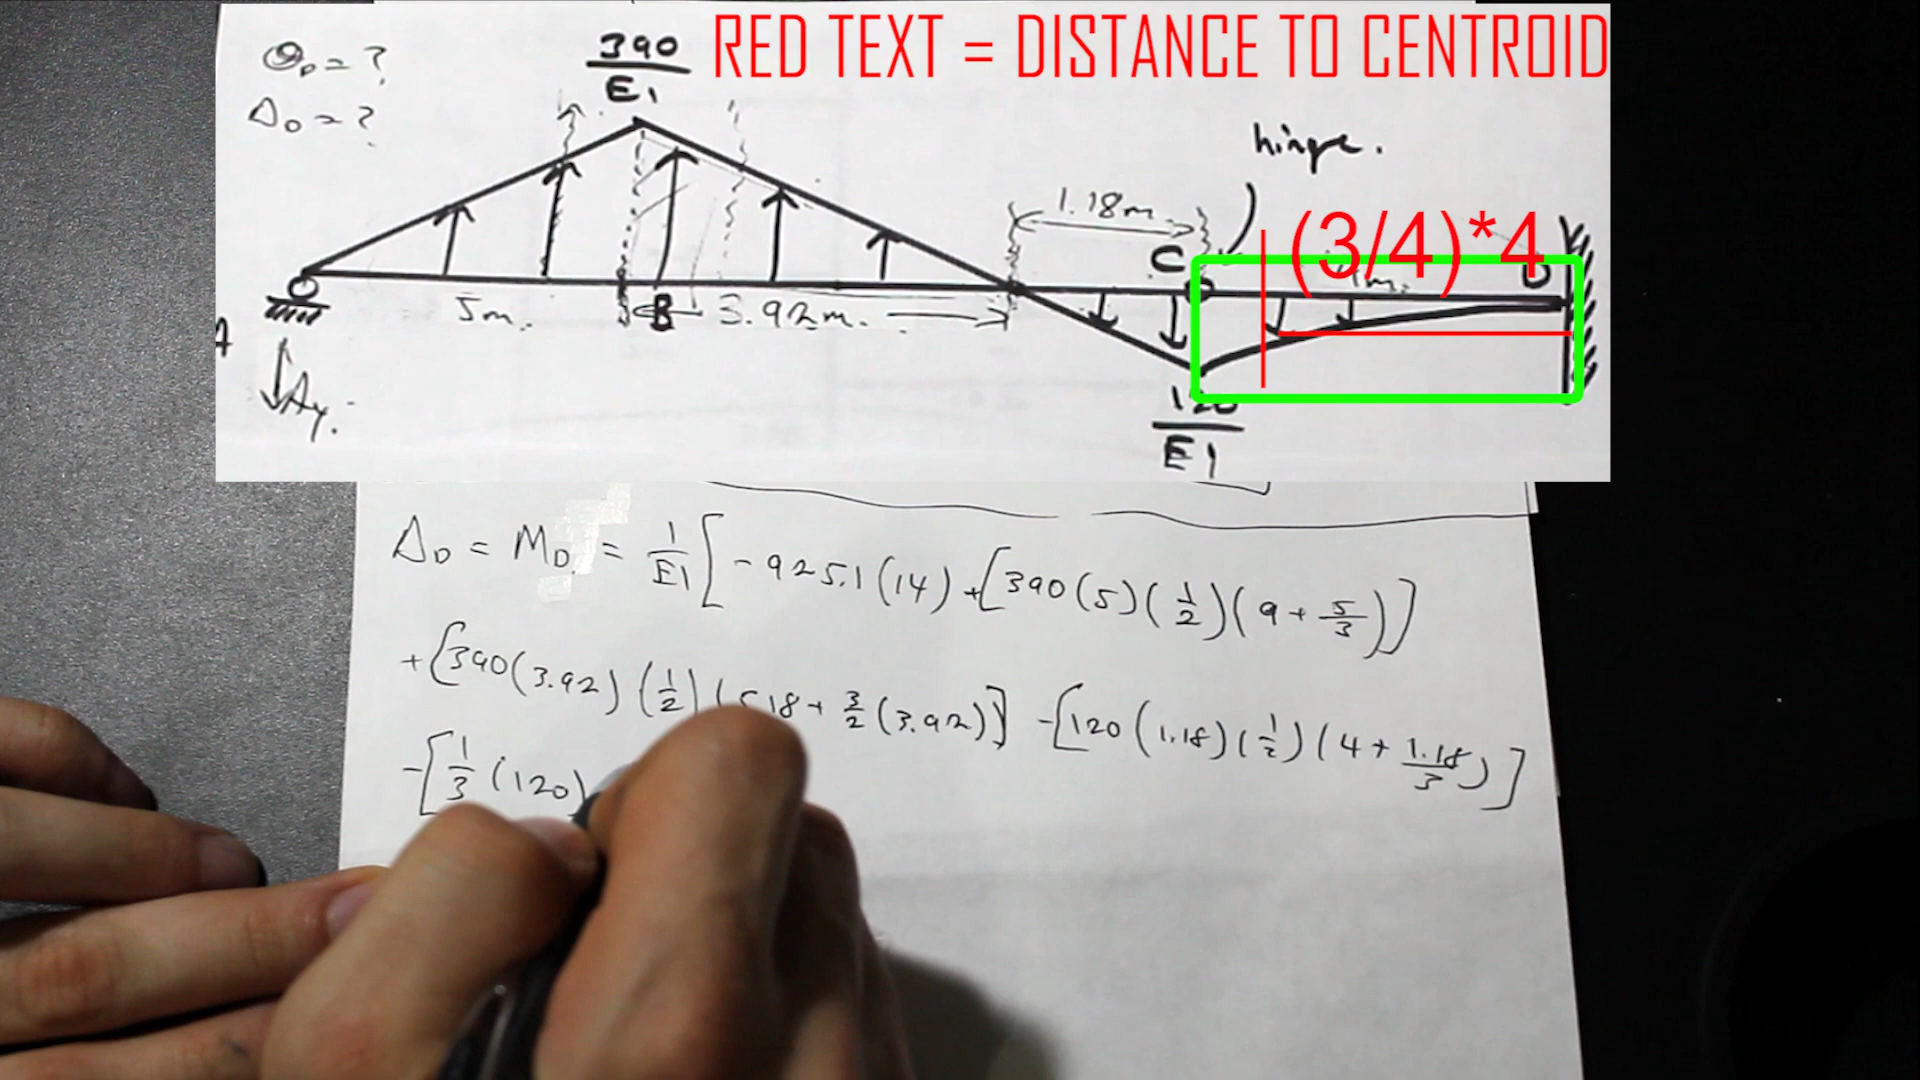 RED TEXT = DISTANCE TO CENTROID
θD = ?
ΔD = ?
390
EI
hinge.
1.18m
C
(3/4)*4
D
5m.
B
3.92m.
A
Ay.
120
EI
ΔD = MD = 1/EI [ - 925.1 (14) + [390 (5) (1/2) (9 + 5/3)]
+ [390 (3.92) (1/2) (5.18 + 3/2 (3.92)] - [120 (1.18) (1/2) (4 + 1.18/3)]
- [1/3 (120)